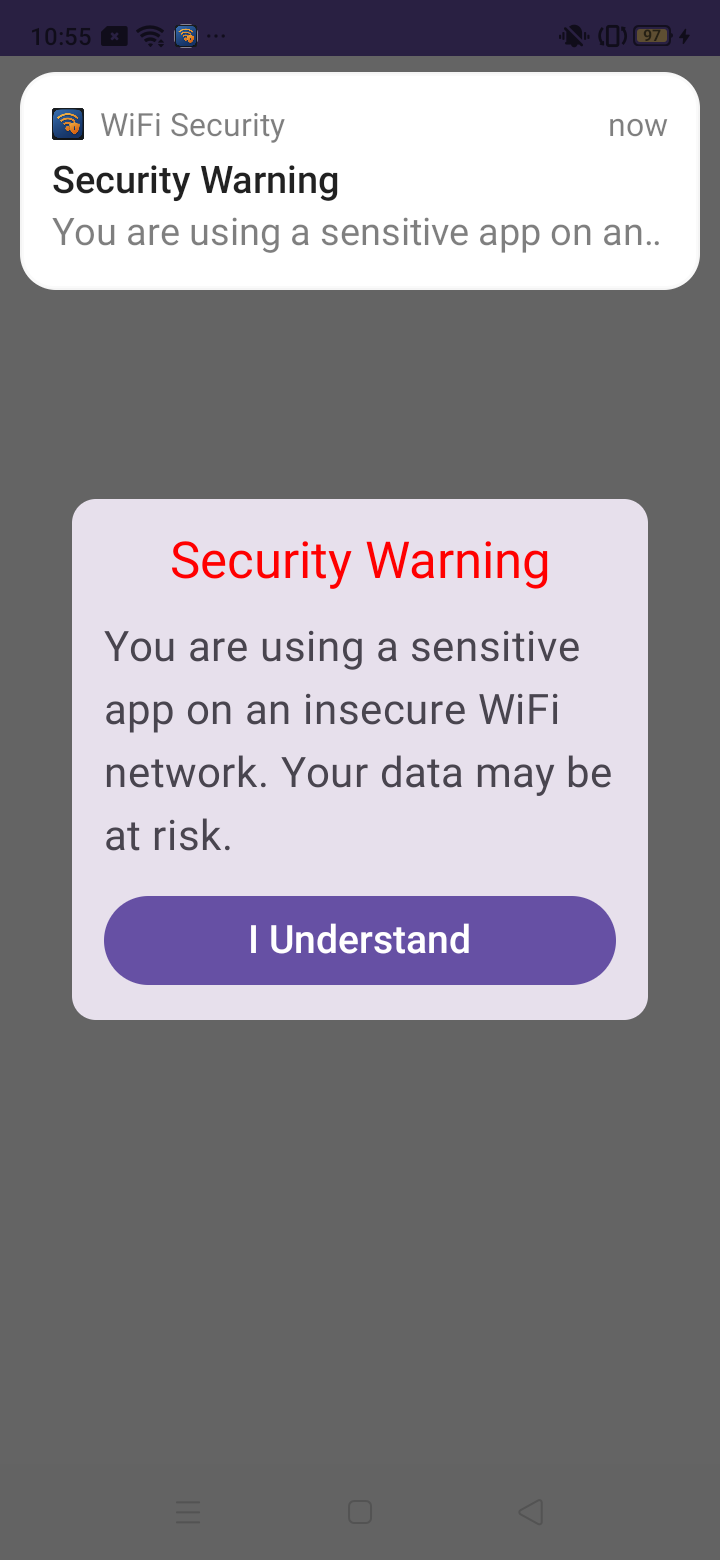 10:55
97
WiFi Security
now
Security Warning
You are using a sensitive app on an..
Security Warning
You are using a sensitive
app on an insecure WiFi
network. Your data may be
at risk.
I Understand